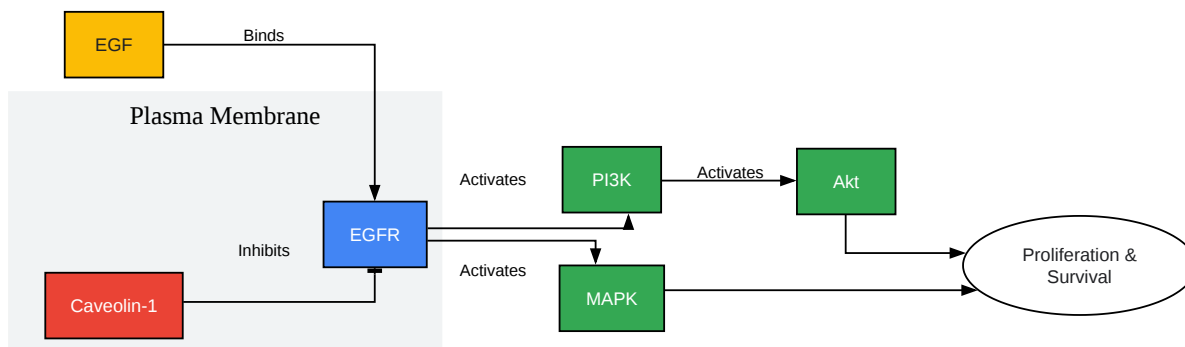 EGF
Binds
Plasma Membrane
Activates
PI3K
Activates
Akt
EGFR
Inhibits
Activates
Caveolin-1
MAPK
Proliferation &
Survival